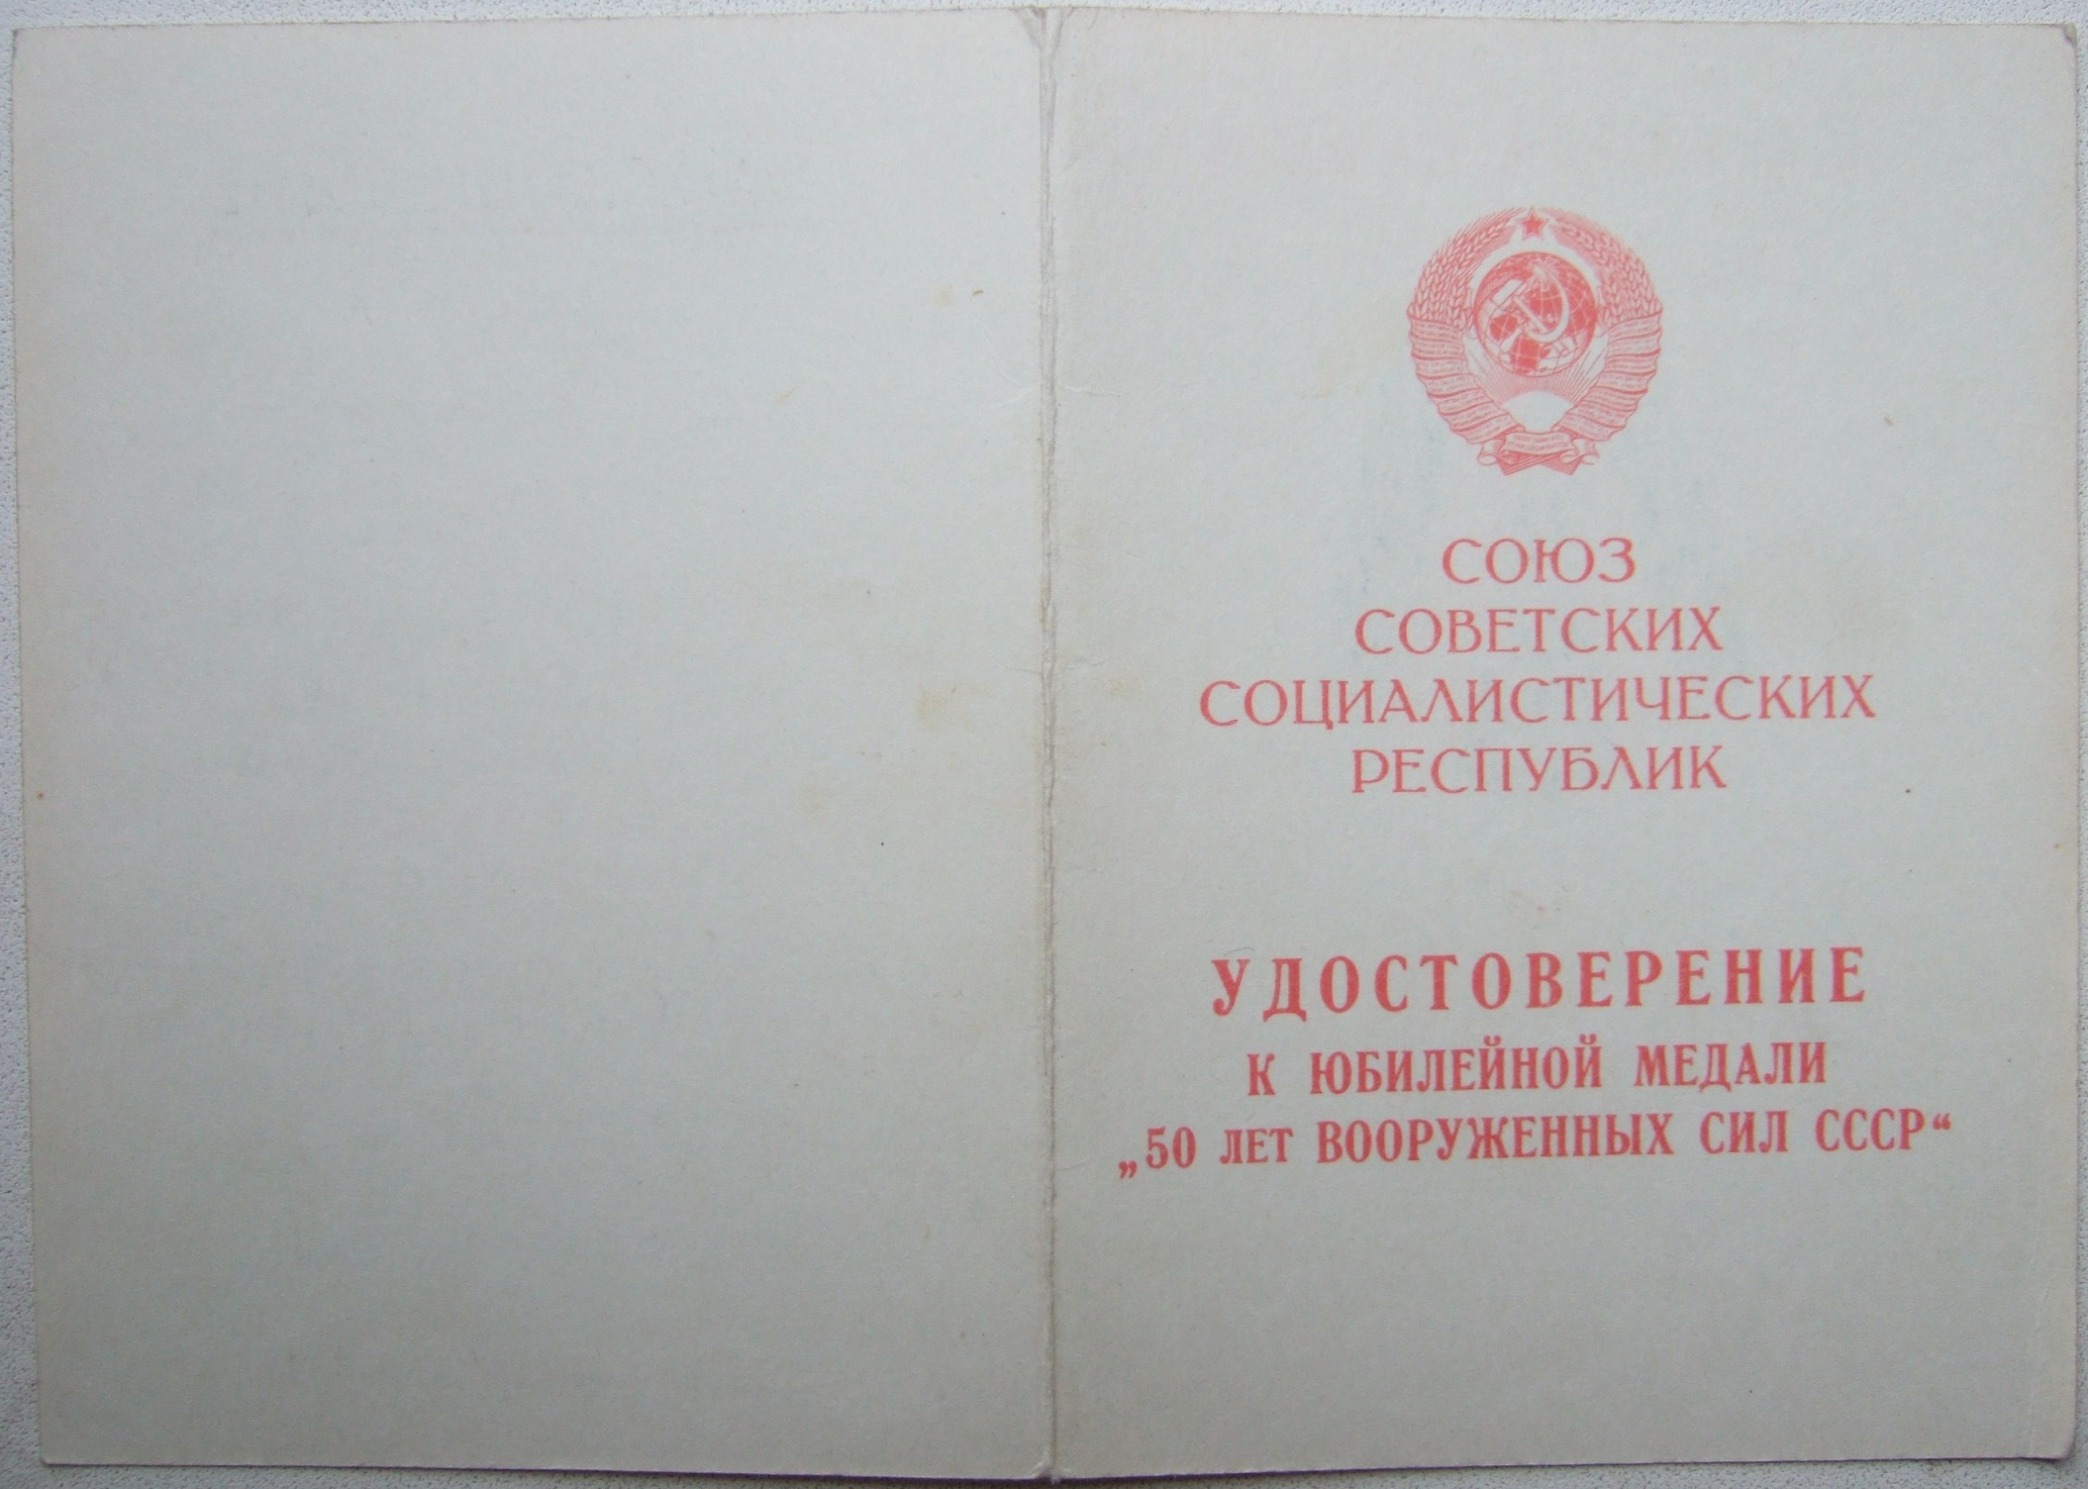 СОЮЗ
СОВЕТСКИХ
СОЦИАЛИСТИЧЕСКИХ
РЕСПУБЛИК
УДОСТОВЕРЕНИЕ
К ЮБИЛЕЙНОЙ МЕДАЛИ
„50 ЛЕТ ВООРУЖЕННЫХ СИЛ СССР“